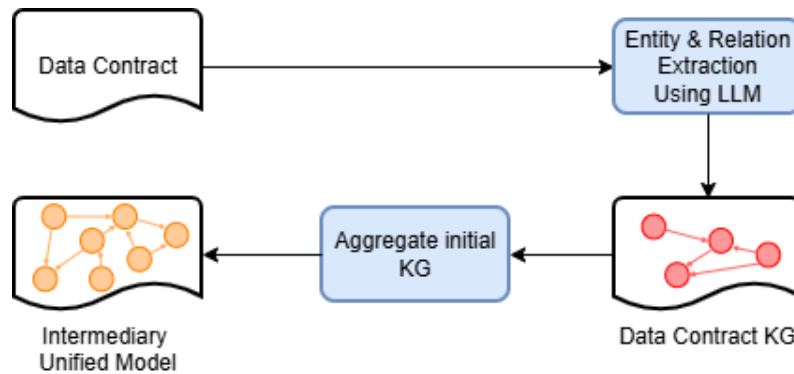 Data Contract
Entity & Relation
Extraction
Using LLM
Aggregate initial
KG
Intermediary
Unified Model
Data Contract KG